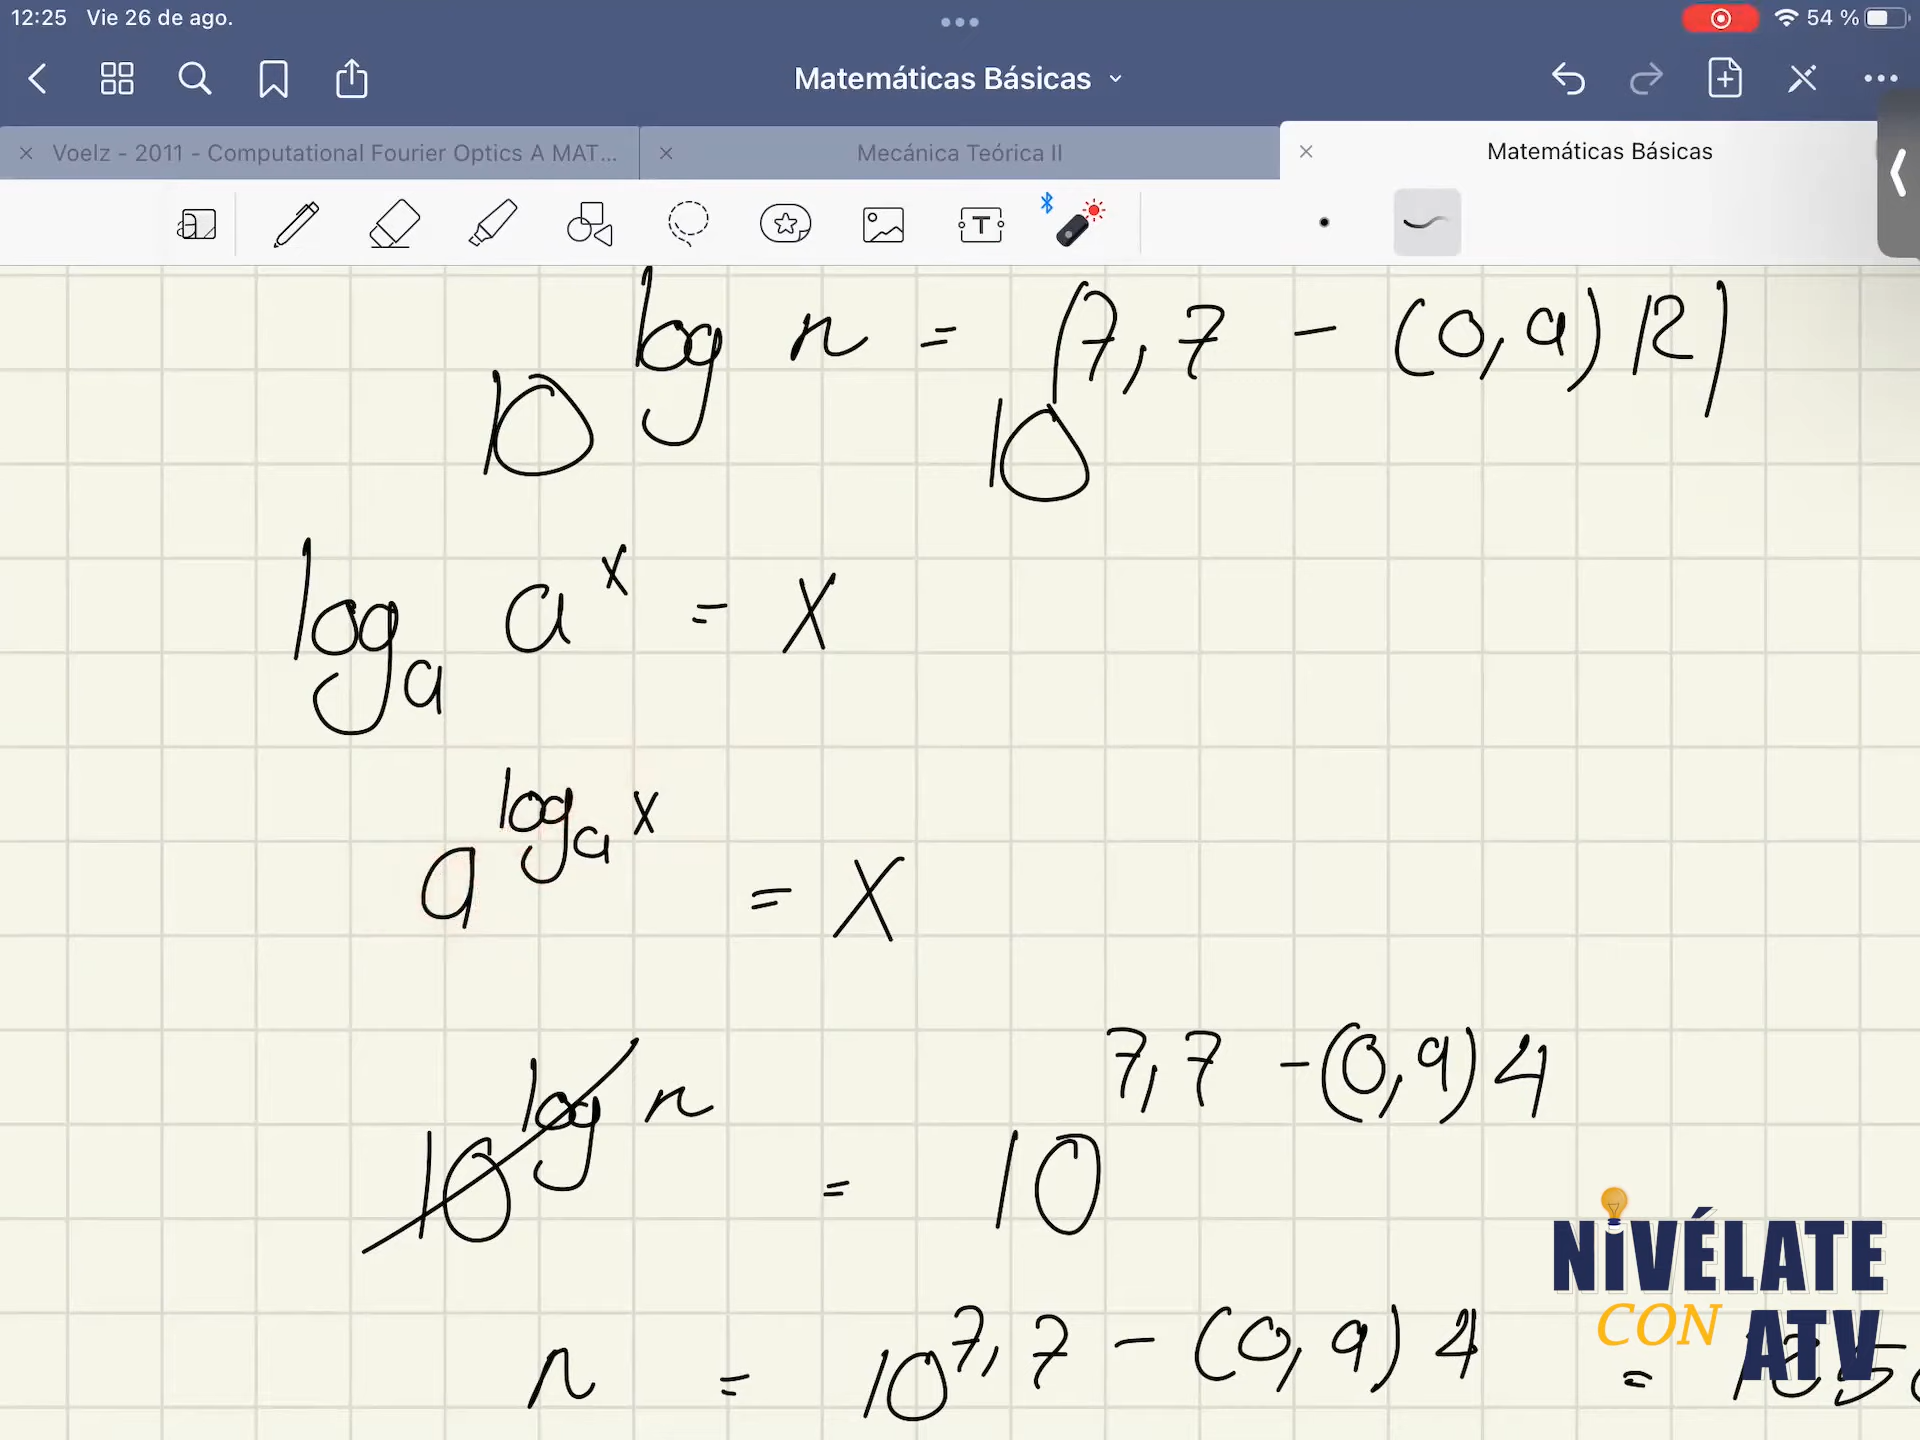 12:25 Vie 26 de ago. 54 %
Matemáticas Básicas
Voelz - 2011 - Computational Fourier Optics A MAT...
Mecánica Teórica II
Matemáticas Básicas
10^{log n} = 10^{(7,7 - (0,9)R)}
log_a a^x = x
a^{log_a x} = x
10^{log n} = 10^{7,7 - (0,9)4}
n = 10^{7,7 - (0,9)4} =
NIVÉLATE
CON
ATV